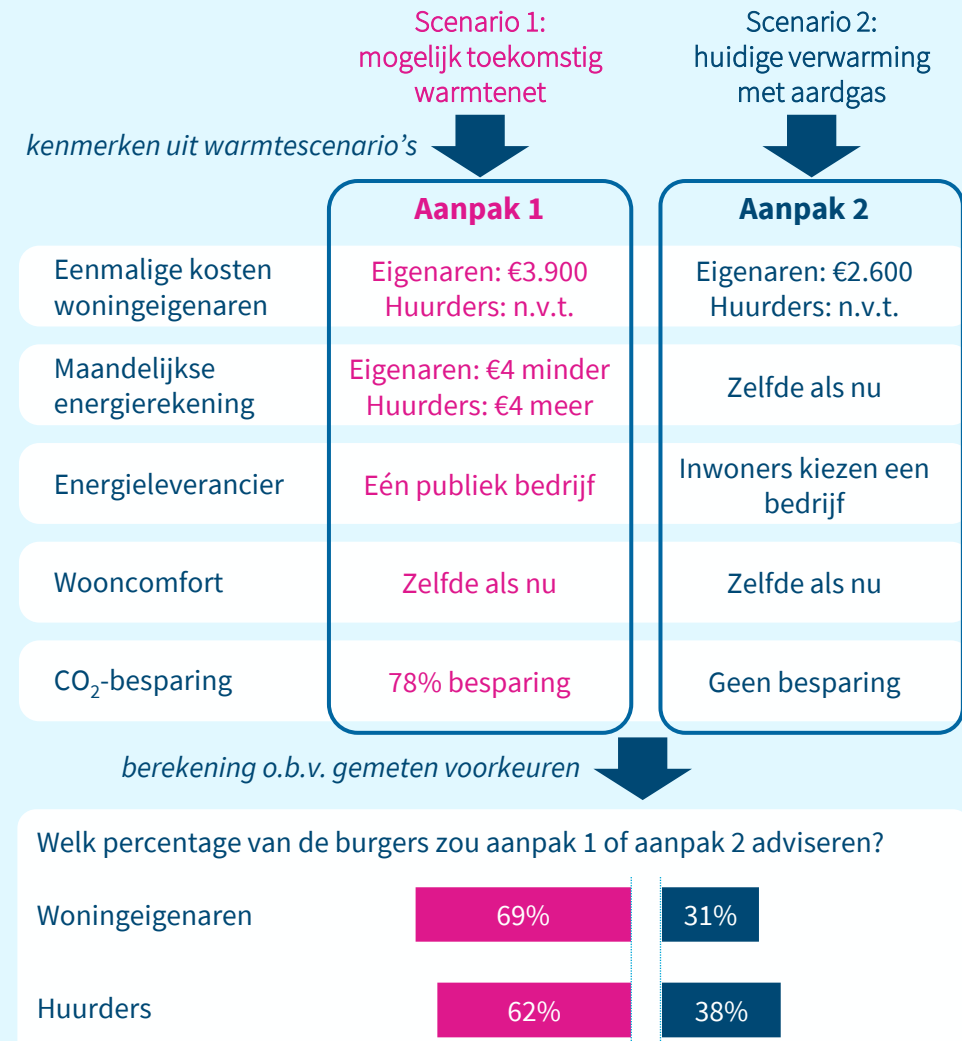 Scenario 1:
mogelijk toekomstig
warmtenet
Scenario 2:
huidige verwarming
met aardgas
kenmerken uit warmtescenario's
Aanpak 1
Aanpak 2
Eenmalige kosten
woningeigenaren
Eigenaren: €3.900
Huurders: n.v.t.
Eigenaren: €2.600
Huurders: n.v.t.
Maandelijkse
energierekening
Eigenaren: €4 minder
Huurders: €4 meer
Zelfde als nu
Energieleverancier
Eén publiek bedrijf
Inwoners kiezen een
bedrijf
Wooncomfort
Zelfde als nu
Zelfde als nu
CO₂-besparing
78% besparing
Geen besparing
berekening o.b.v. gemeten voorkeuren
Welk percentage van de burgers zou aanpak 1 of aanpak 2 adviseren?
Woningeigenaren
69%
31%
Huurders
62%
38%